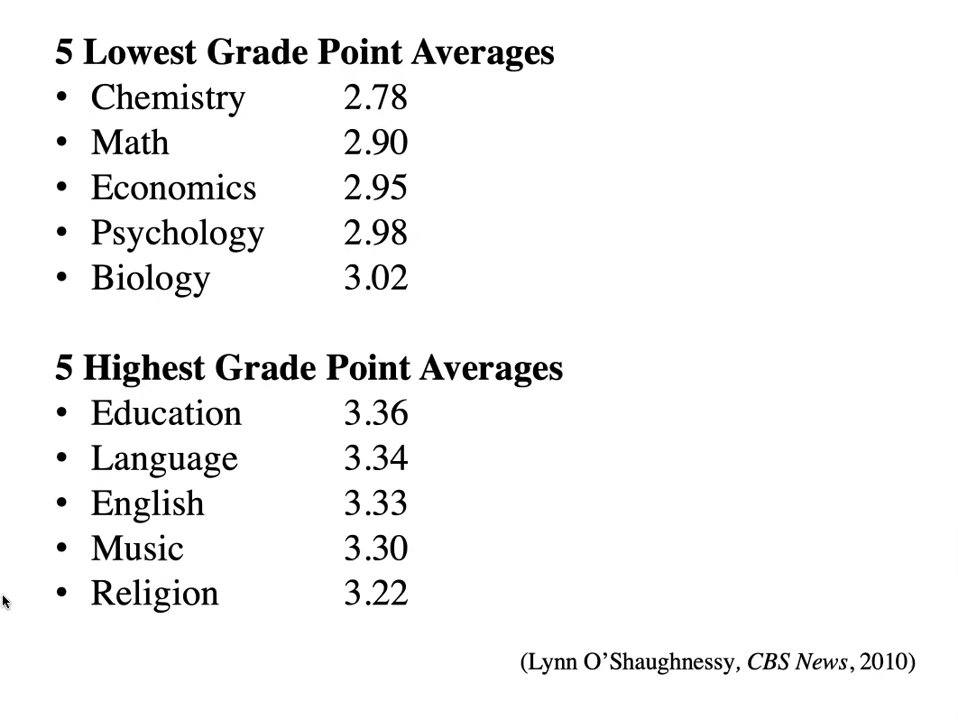 5 Lowest Grade Point Averages
• Chemistry 2.78
• Math 2.90
• Economics 2.95
• Psychology 2.98
• Biology 3.02
5 Highest Grade Point Averages
• Education 3.36
• Language 3.34
• English 3.33
• Music 3.30
• Religion 3.22
(Lynn O’Shaughnessy, CBS News, 2010)